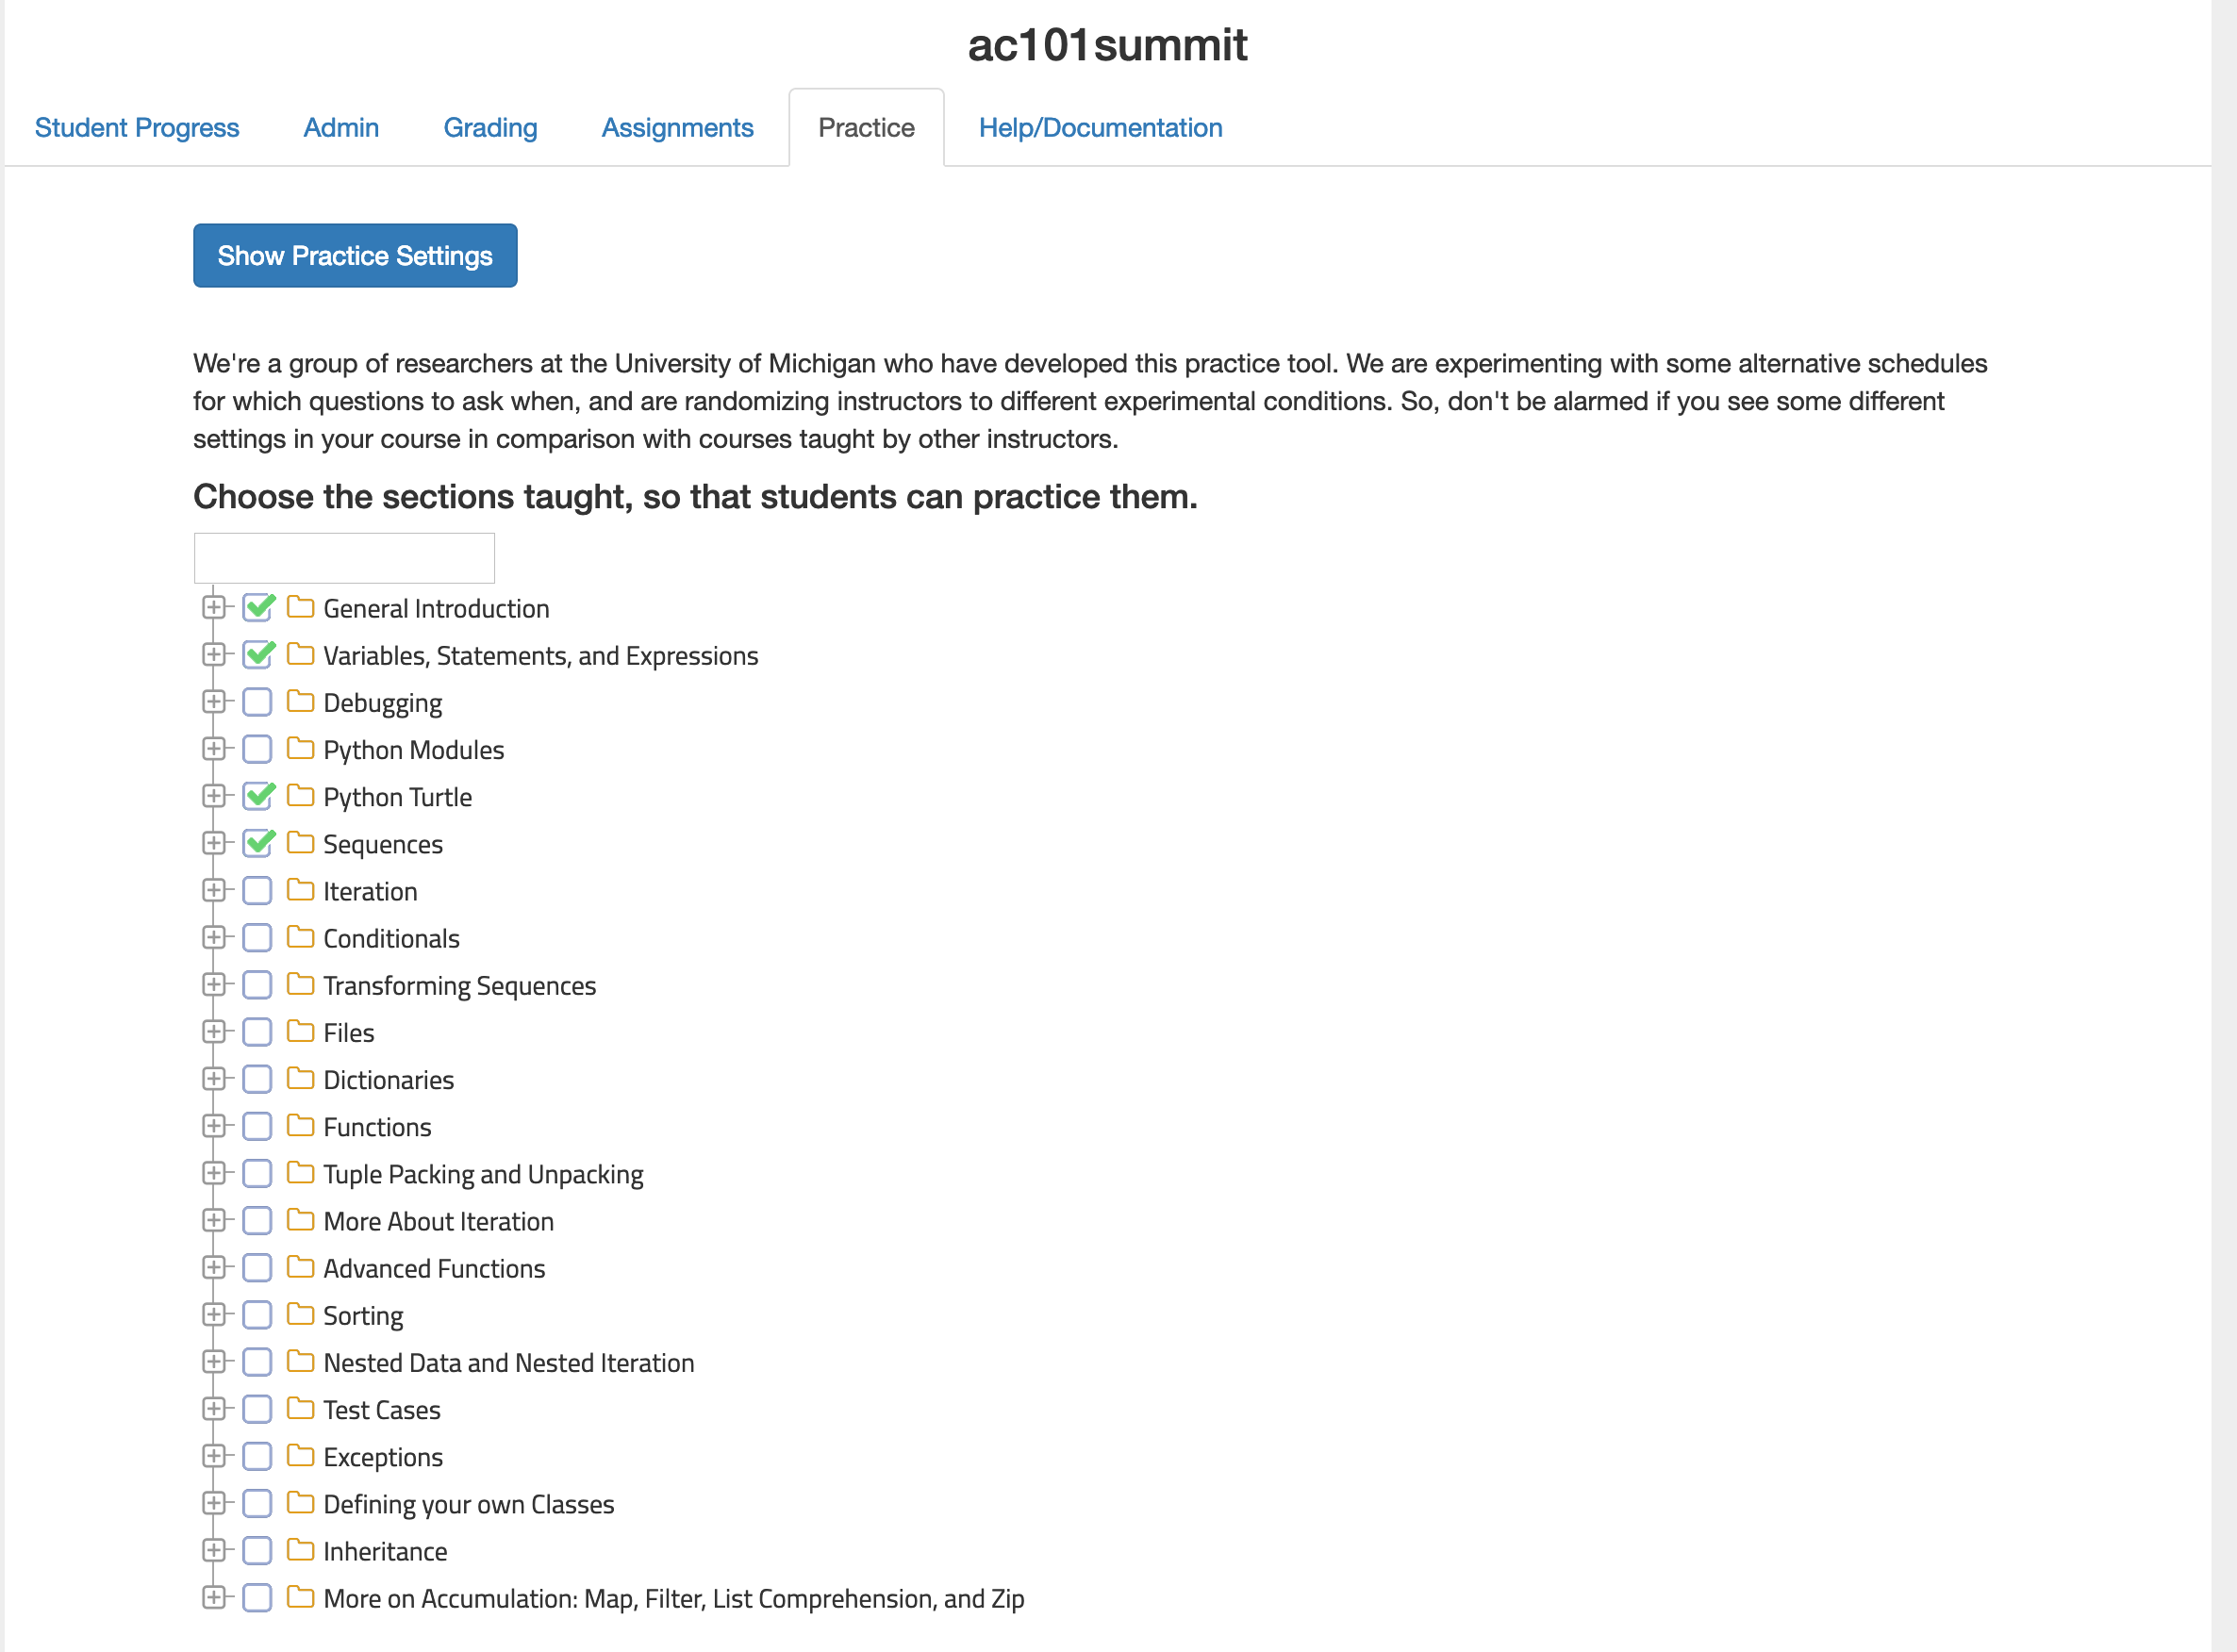 ac101summit
Student Progress Admin Grading Assignments Practice Help/Documentation
Show Practice Settings
We're a group of researchers at the University of Michigan who have developed this practice tool. We are experimenting with some alternative schedules
for which questions to ask when, and are randomizing instructors to different experimental conditions. So, don't be alarmed if you see some different
settings in your course in comparison with courses taught by other instructors.
Choose the sections taught, so that students can practice them.
General Introduction
Variables, Statements, and Expressions
Debugging
Python Modules
Python Turtle
Sequences
Iteration
Conditionals
Transforming Sequences
Files
Dictionaries
Functions
Tuple Packing and Unpacking
More About Iteration
Advanced Functions
Sorting
Nested Data and Nested Iteration
Test Cases
Exceptions
Defining your own Classes
Inheritance
More on Accumulation: Map, Filter, List Comprehension, and Zip